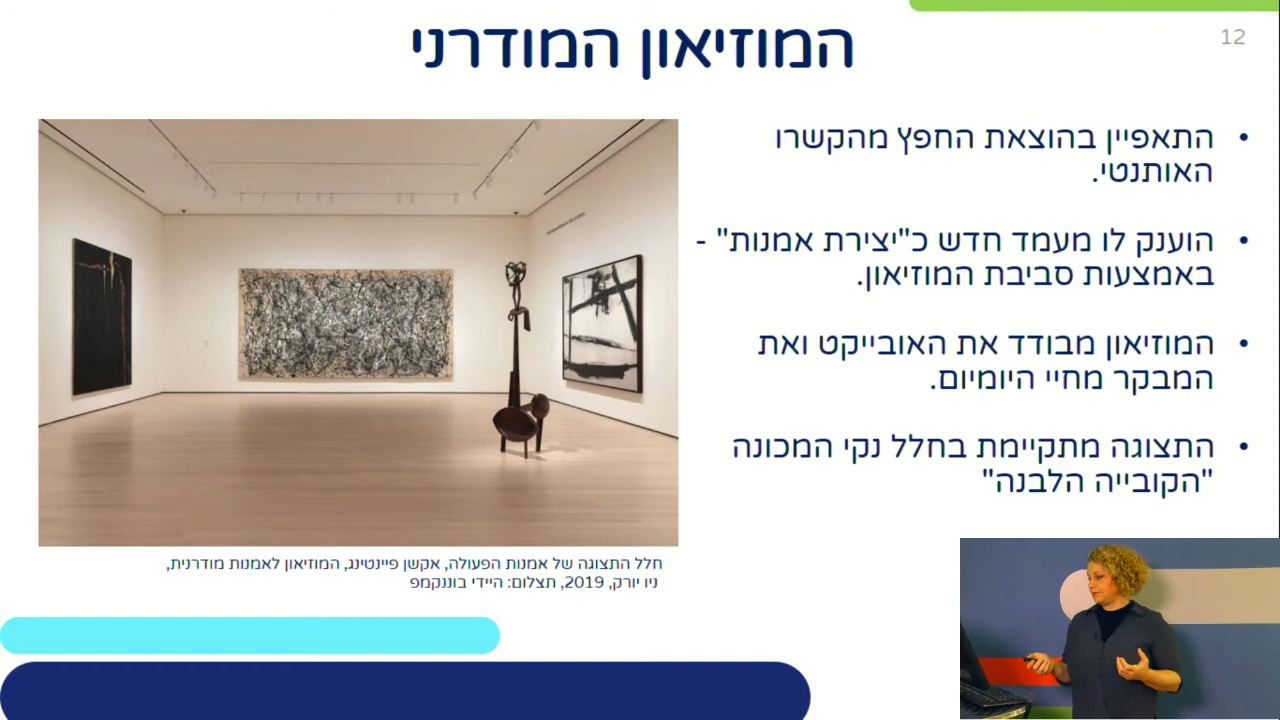 12
המוזיאון המודרני
• התאפיין בהוצאת החפץ מהקשרו
האותנטי.
• הוענק לו מעמד חדש כ"יצירת אמנות" -
באמצעות סביבת המוזיאון.
• המוזיאון מבודד את האובייקט ואת
המבקר מחיי היומיום.
• התצוגה מתקיימת בחלל נקי המכונה
"הקובייה הלבנה"
חלל התצוגה של אמנות הפעולה, אקשן פיינטינג, המוזיאון לאמנות מודרנית,
ניו יורק, 2019, תצלום: היידי בוננקמפ